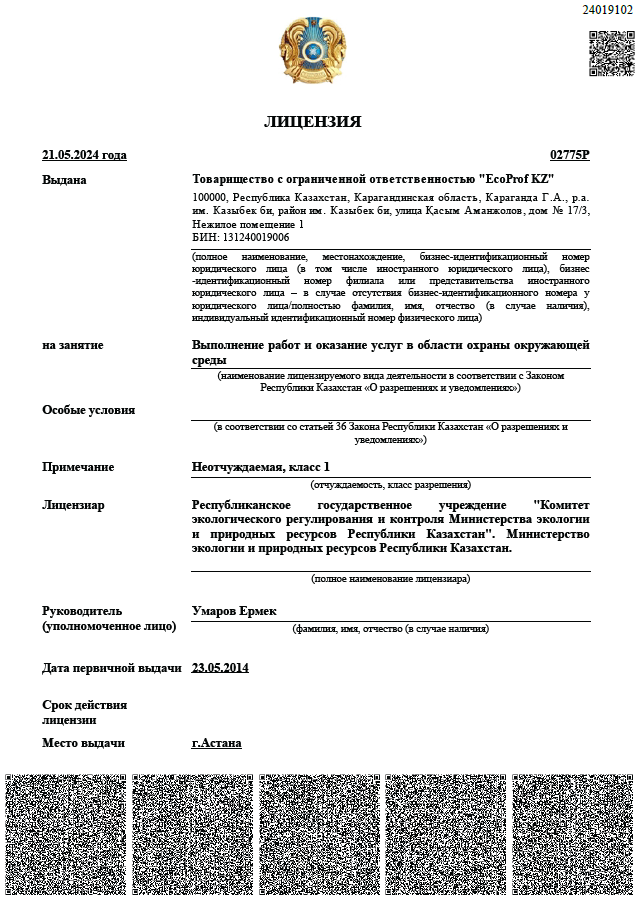 24019102
ЛИЦЕНЗИЯ
21.05.2024 года
02775P
Выдана
Товарищество с ограниченной ответственностью "EcoProf KZ"
100000, Республика Казахстан, Карагандинская область, Караганда Г.А., р.а.
им. Казыбек би, район им. Казыбек би, улица Қасым Аманжолов, дом № 17/3,
Нежилое помещение 1
БИН: 131240019006
(полное наименование, местонахождение, бизнес-идентификационный номер
юридического лица (в том числе иностранного юридического лица), бизнес
-идентификационный номер филиала или представительства иностранного
юридического лица – в случае отсутствия бизнес-идентификационного номера у
юридического лица/полностью фамилия, имя, отчество (в случае наличия),
индивидуальный идентификационный номер физического лица)
на занятие
Выполнение работ и оказание услуг в области охраны окружающей
среды
(наименование лицензируемого вида деятельности в соответствии с Законом
Республики Казахстан «О разрешениях и уведомлениях»)
Особые условия
(в соответствии со статьей 36 Закона Республики Казахстан «О разрешениях и
уведомлениях»)
Примечание
Неотчуждаемая, класс 1
(отчуждаемость, класс разрешения)
Лицензиар
Республиканское государственное учреждение "Комитет
экологического регулирования и контроля Министерства экологии
и природных ресурсов Республики Казахстан". Министерство
экологии и природных ресурсов Республики Казахстан.
(полное наименование лицензиара)
Руководитель
(уполномоченное лицо)
Умаров Ермек
(фамилия, имя, отчество (в случае наличия)
Дата первичной выдачи 23.05.2014
Срок действия
лицензии
Место выдачи
г.Астана